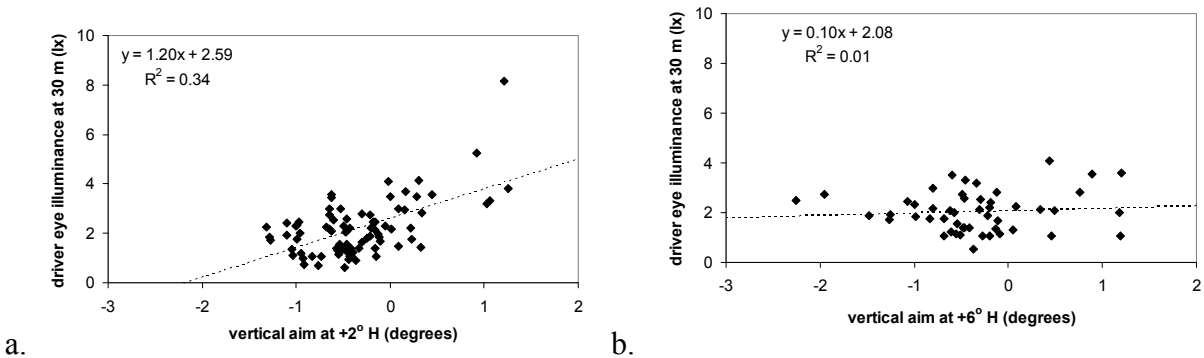 driver eye illuminance at 30 m (lx)
y = 1.20x + 2.59
R² = 0.34
10
8
6
4
2
0
-3 -2 -1 0 1 2
vertical aim at +2° H (degrees)
a.
driver eye illuminance at 30 m (lx)
y = 0.10x + 2.08
R² = 0.01
10
8
6
4
2
0
-3 -2 -1 0 1 2
vertical aim at +6° H (degrees)
b.